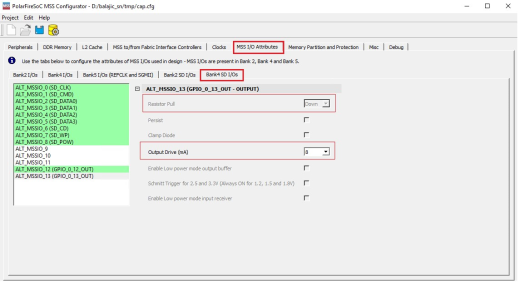 PolarFireSoC MSS Configurator - D:/balajic_sn/tmp/cap.cfg
Project Edit Help
Peripherals DDR Memory L2 Cache MSS to/from Fabric Interface Controllers Clocks MSS I/O Attributes Memory Partition and Protection Misc Debug
Use the tabs below to configure the attributes of MSS I/Os used in design - MSS I/Os are present in Bank 2, Bank 4 and Bank 5.
Bank2 I/Os Bank4 I/Os Bank5 I/Os (REFCLK and SGMII) Bank2 SD I/Os Bank4 SD I/Os
ALT_MSSIO_0 (SD_CLK)
ALT_MSSIO_1 (SD_CMD)
ALT_MSSIO_2 (SD_DATA0)
ALT_MSSIO_3 (SD_DATA1)
ALT_MSSIO_4 (SD_DATA2)
ALT_MSSIO_5 (SD_DATA3)
ALT_MSSIO_6 (SD_CD)
ALT_MSSIO_7 (SD_WP)
ALT_MSSIO_8 (SD_POW)
ALT_MSSIO_9
ALT_MSSIO_10
ALT_MSSIO_11
ALT_MSSIO_12 (GPIO_0_12_OUT)
ALT_MSSIO_13 (GPIO_0_13_OUT)
ALT_MSSIO_13 (GPIO_0_13_OUT - OUTPUT)
Resistor Pull Down
Persist
Clamp Diode
Output Drive (mA) 8
Enable Low power mode output buffer
Schmitt Trigger for 2.5 and 3.3V (Always ON for 1.2, 1.5 and 1.8V)
Enable Low power mode input receiver